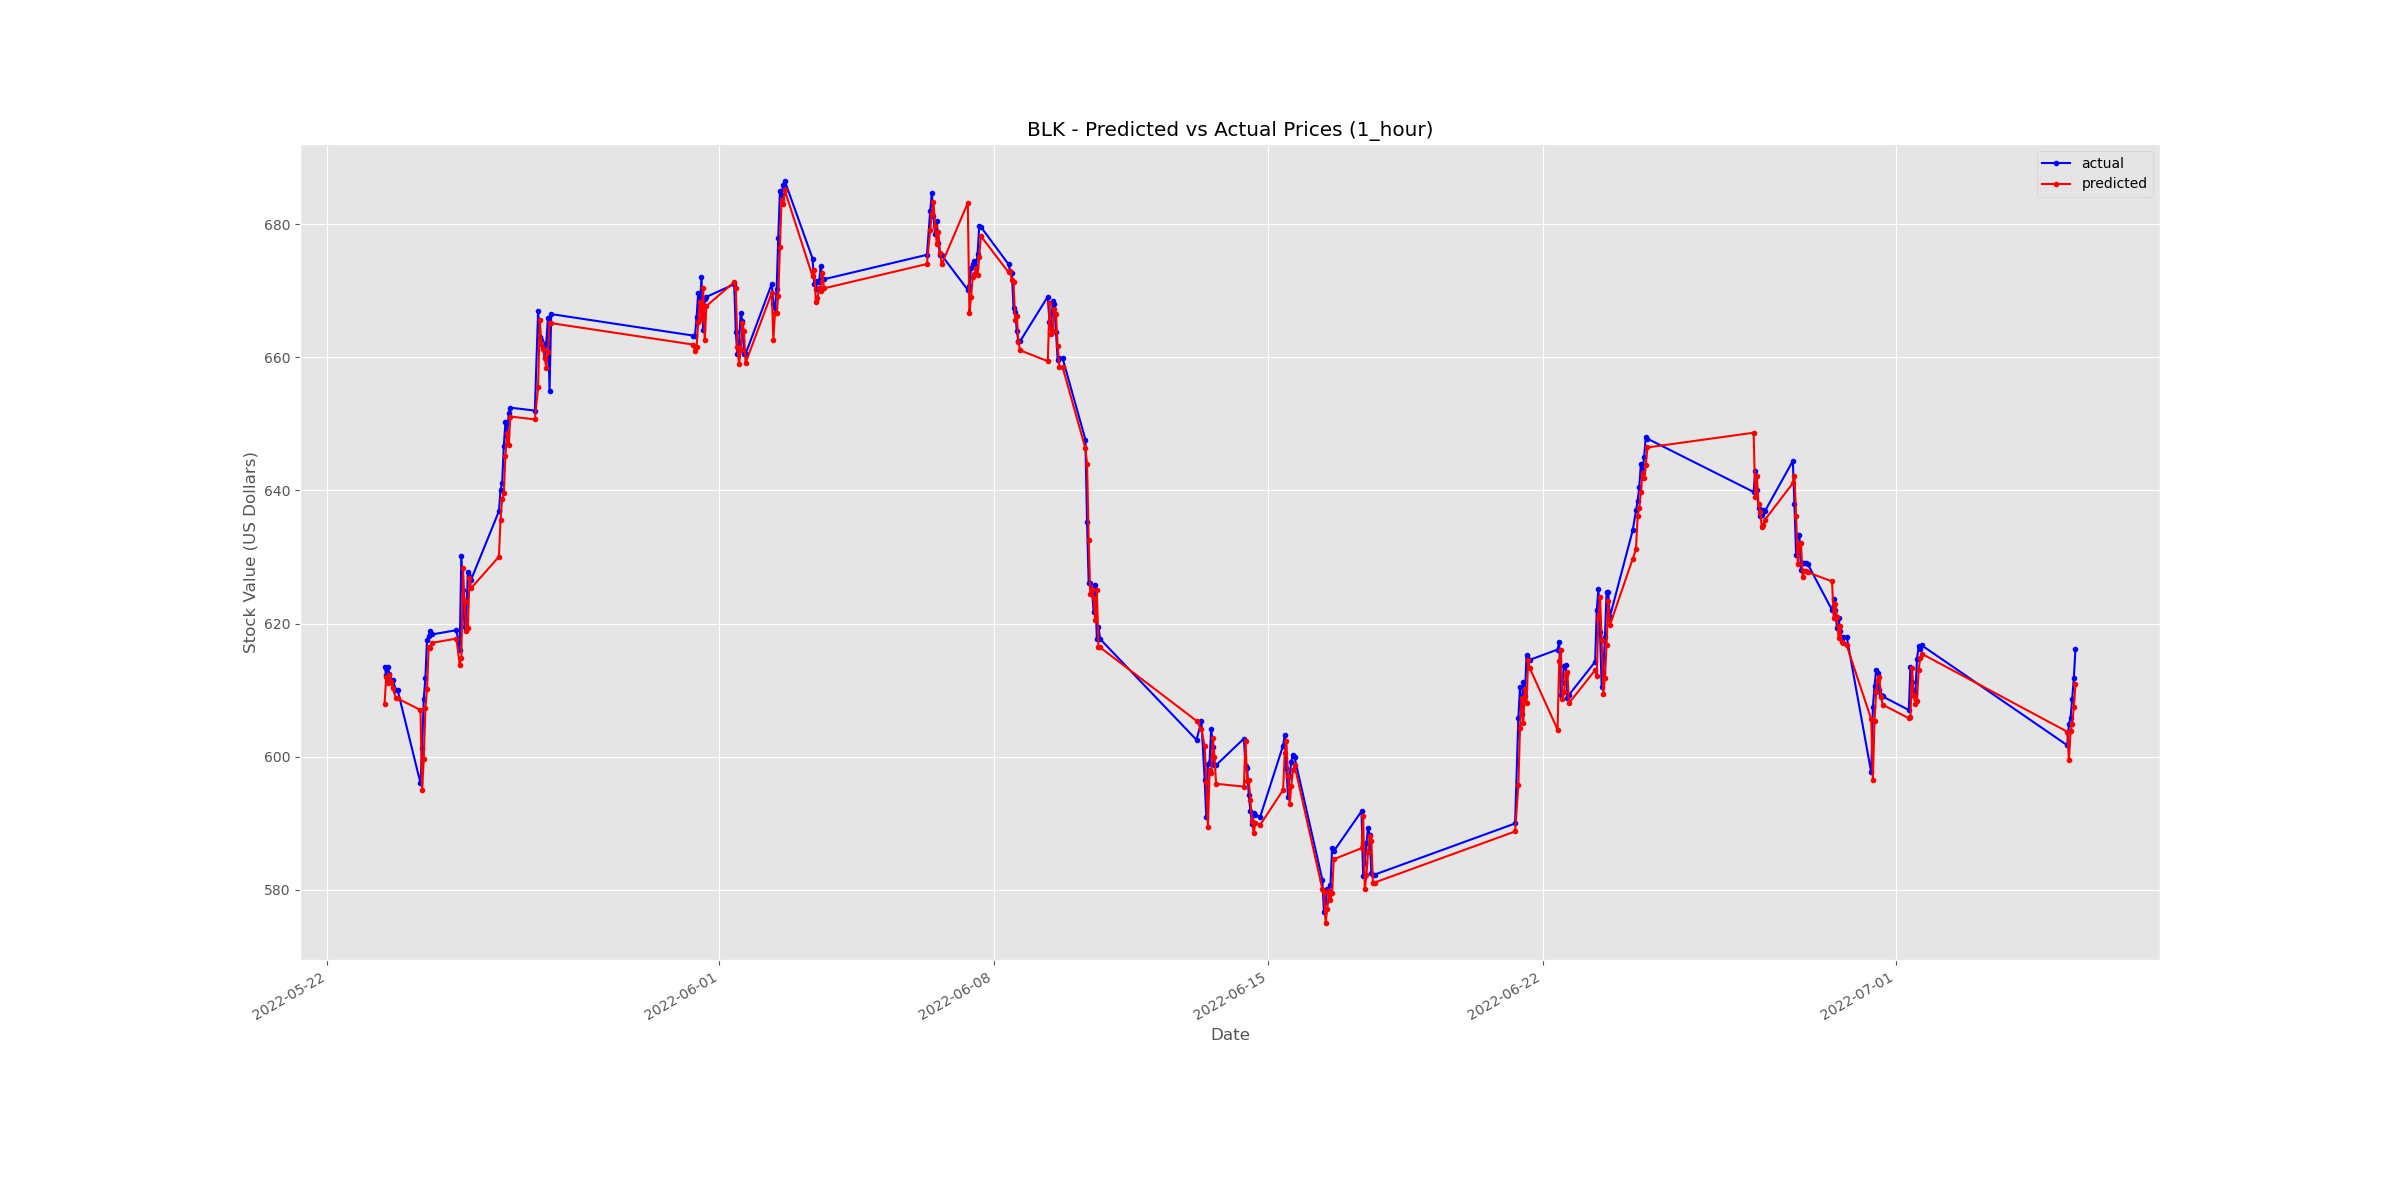 BLK - Predicted vs Actual Prices (1_hour)
actual
predicted
Stock Value (US Dollars)
680
660
640
620
600
580
2022-05-22
2022-06-01
2022-06-08
2022-06-15
2022-06-22
2022-07-01
Date